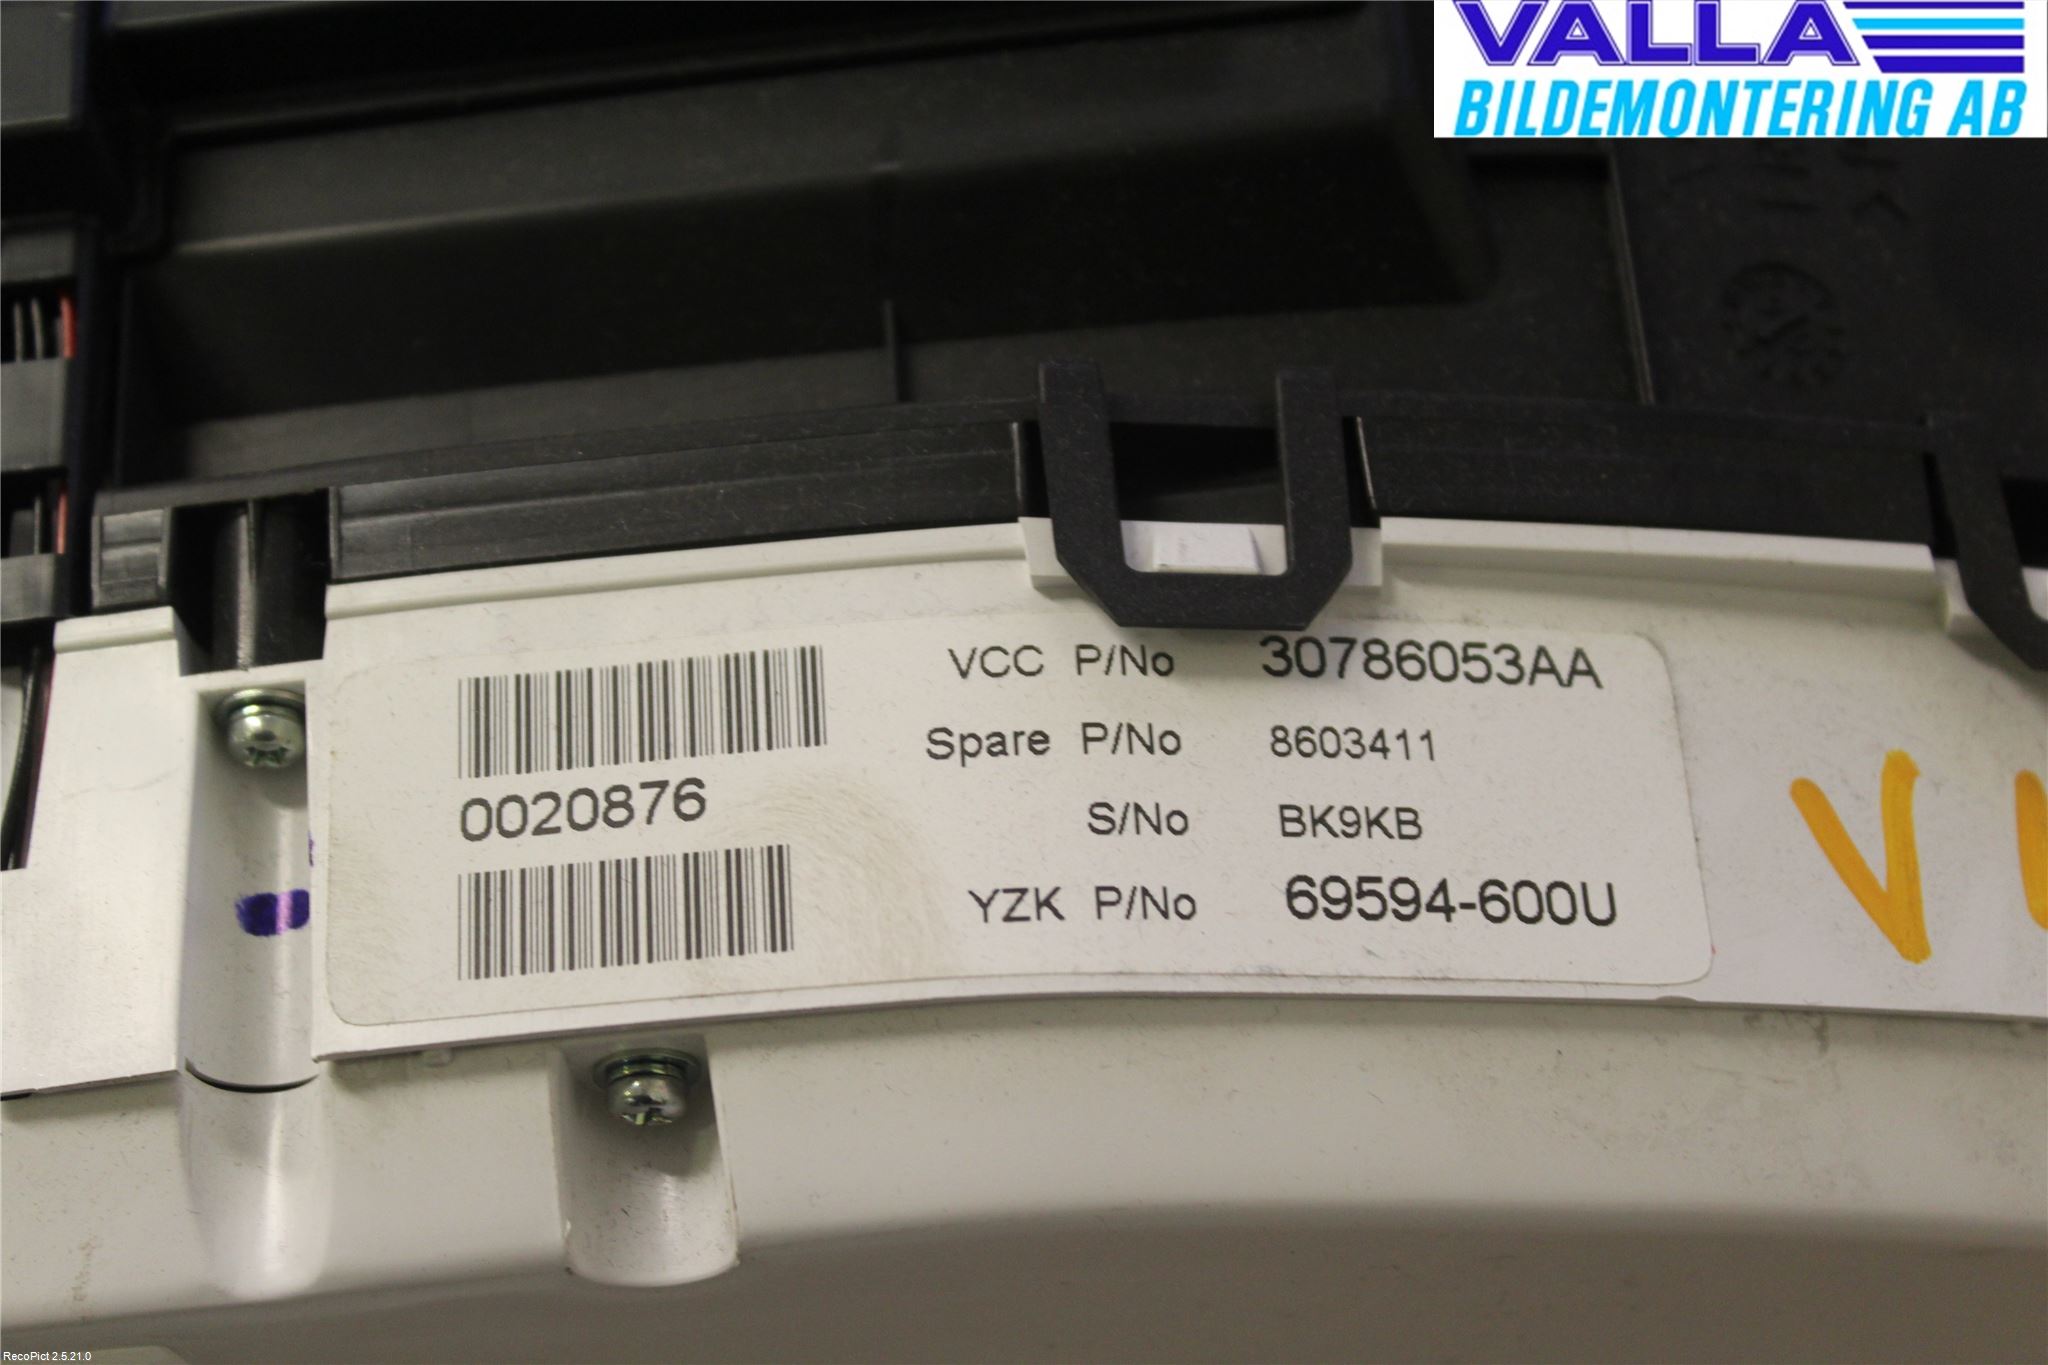 VALLA
BILDEMONTERING AB
VCC P/No 30786053AA
Spare P/No 8603411
0020876
S/No BK9KB
YZK P/No 69594-600U
V
RecoPict 2.5.21.0